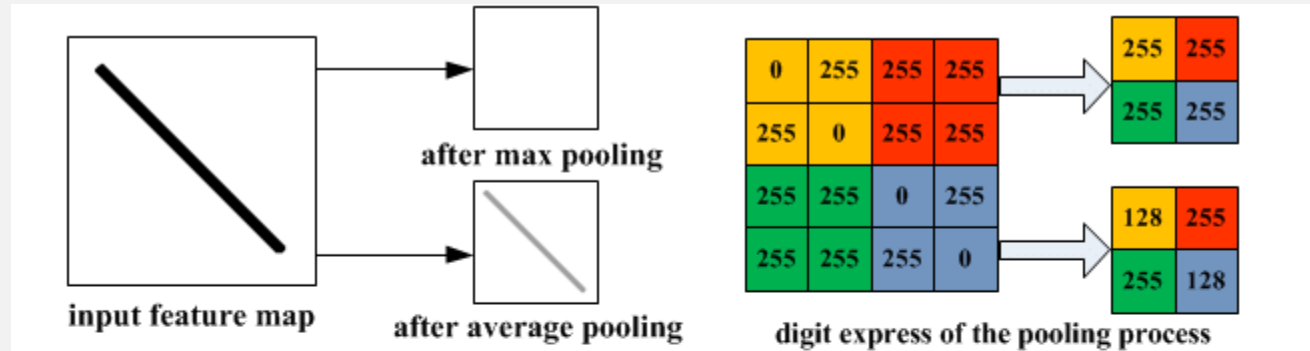 after max pooling
input feature map
after average pooling
0 255 255 255
255 0 255 255
255 255 0 255
255 255 255 0
255 255
255 255
128 255
255 128
digit express of the pooling process